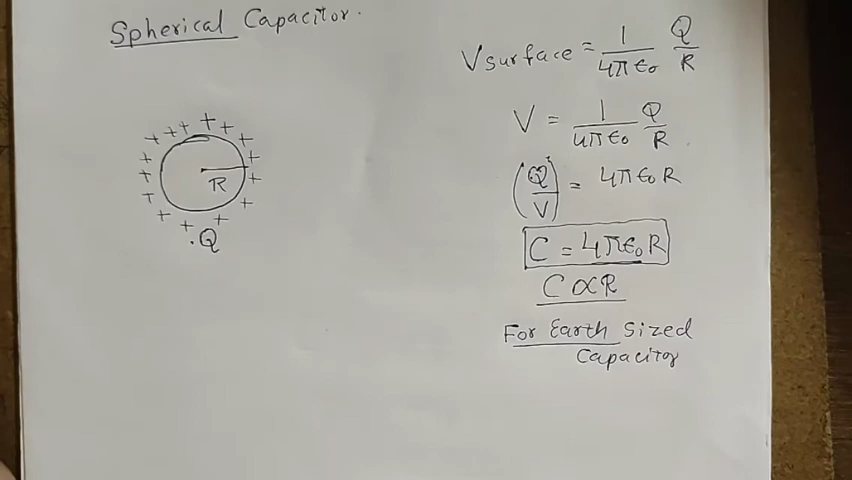 Spherical Capacitor.
+ + + + + + + + + + + + + + + + +
R
.Q
Vsurface = 1/4πϵ₀ Q/R
V = 1/4πϵ₀ Q/R
(Q/V) = 4πϵ₀R
C = 4πϵ₀R
C ∝ R
For Earth Sized
Capacitor